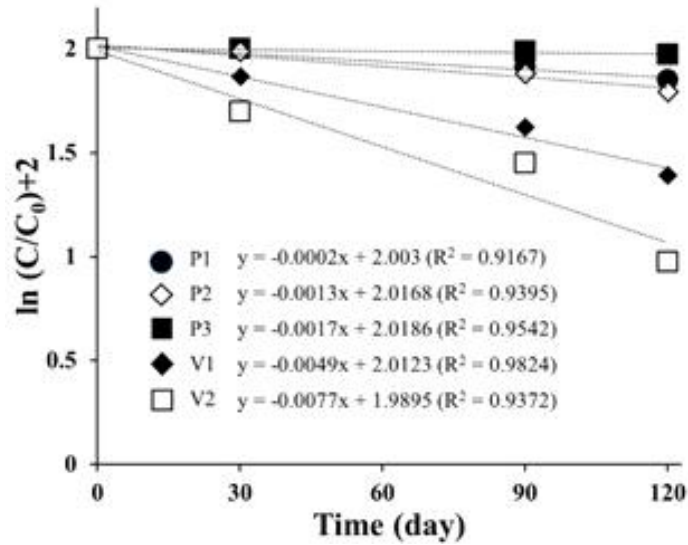 2
1.5
1
0.5
0
ln (C/C₀)+2
P1 y = -0.0002x + 2.003 (R² = 0.9167)
P2 y = -0.0013x + 2.0168 (R² = 0.9395)
P3 y = -0.0017x + 2.0186 (R² = 0.9542)
V1 y = -0.0049x + 2.0123 (R² = 0.9824)
V2 y = -0.0077x + 1.9895 (R² = 0.9372)
0 30 60 90 120
Time (day)